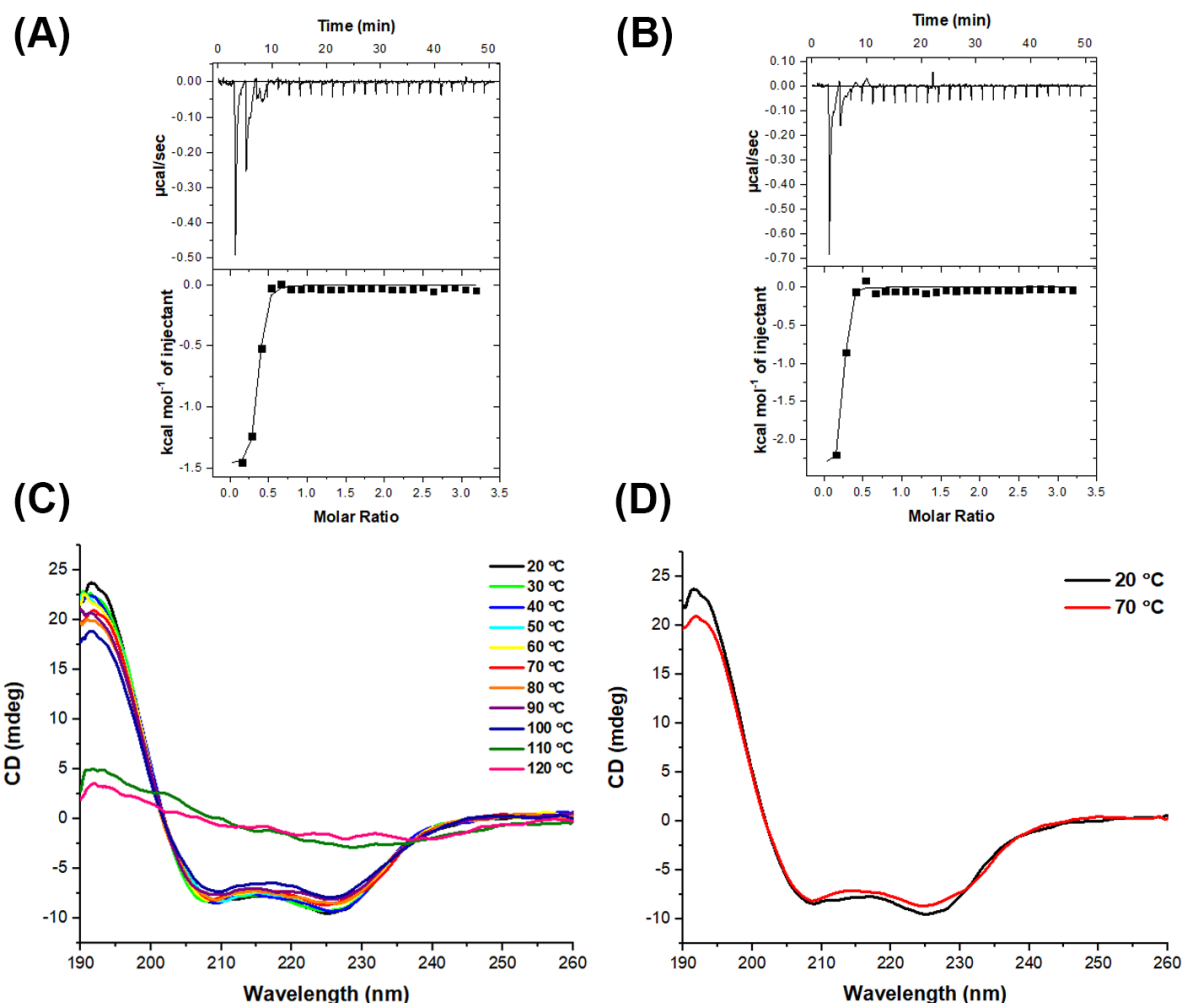 (A)
Time (min)
0 10 20 30 40 50
0.00
-0.10
-0.20
-0.30
-0.40
-0.50
µcal/sec
0.0
-0.5
-1.0
-1.5
kcal mol-1 of injectant
0.0 0.5 1.0 1.5 2.0 2.5 3.0 3.5
Molar Ratio
(B)
Time (min)
0 10 20 30 40 50
0.10
0.00
-0.10
-0.20
-0.30
-0.40
-0.50
-0.60
-0.70
µcal/sec
0.0
-1.0
-2.0
kcal mol-1 of injectant
0.0 0.5 1.0 1.5 2.0 2.5 3.0 3.5
Molar Ratio
(C)
25
20
15
10
5
0
-5
-10
CD (mdeg)
20 °C
30 °C
40 °C
50 °C
60 °C
70 °C
80 °C
90 °C
100 °C
110 °C
120 °C
190 200 210 220 230 240 250 260
Wavelength (nm)
(D)
25
20
15
10
5
0
-5
-10
CD (mdeg)
20 °C
70 °C
190 200 210 220 230 240 250 260
Wavelength (nm)